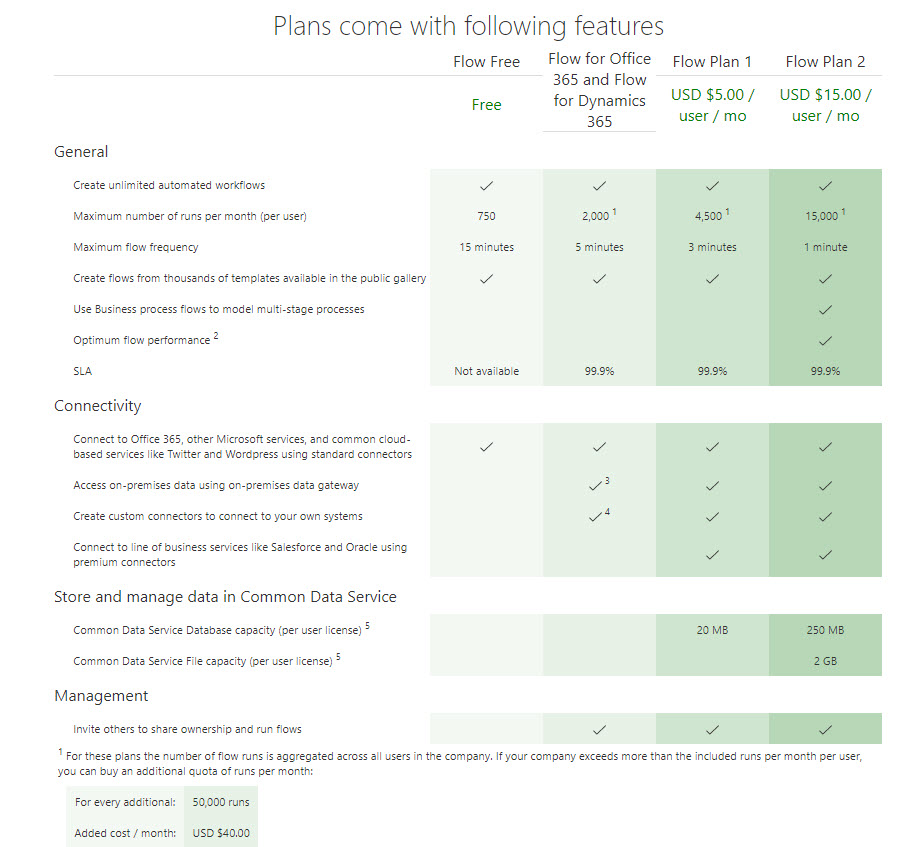 Plans come with following features
Flow Free
Flow for Office
365 and Flow
for Dynamics
365
Flow Plan 1
Flow Plan 2
Free
USD $5.00 /
user / mo
USD $15.00 /
user / mo
General
Create unlimited automated workflows ✓ ✓ ✓ ✓
Maximum number of runs per month (per user) 750 2,000 1 4,500 1 15,000 1
Maximum flow frequency 15 minutes 5 minutes 3 minutes 1 minute
Create flows from thousands of templates available in the public gallery ✓ ✓ ✓ ✓
Use Business process flows to model multi-stage processes ✓
Optimum flow performance 2 ✓
SLA Not available 99.9% 99.9% 99.9%
Connectivity
Connect to Office 365, other Microsoft services, and common cloud-
based services like Twitter and Wordpress using standard connectors ✓ ✓ ✓ ✓
Access on-premises data using on-premises data gateway ✓ 3 ✓ ✓
Create custom connectors to connect to your own systems ✓ 4 ✓ ✓
Connect to line of business services like Salesforce and Oracle using
premium connectors ✓ ✓
Store and manage data in Common Data Service
Common Data Service Database capacity (per user license) 5 20 MB 250 MB
Common Data Service File capacity (per user license) 5 2 GB
Management
Invite others to share ownership and run flows ✓ ✓ ✓
1 For these plans the number of flow runs is aggregated across all users in the company. If your company exceeds more than the included runs per month per user,
you can buy an additional quota of runs per month:
For every additional: 50,000 runs
Added cost / month: USD $40.00